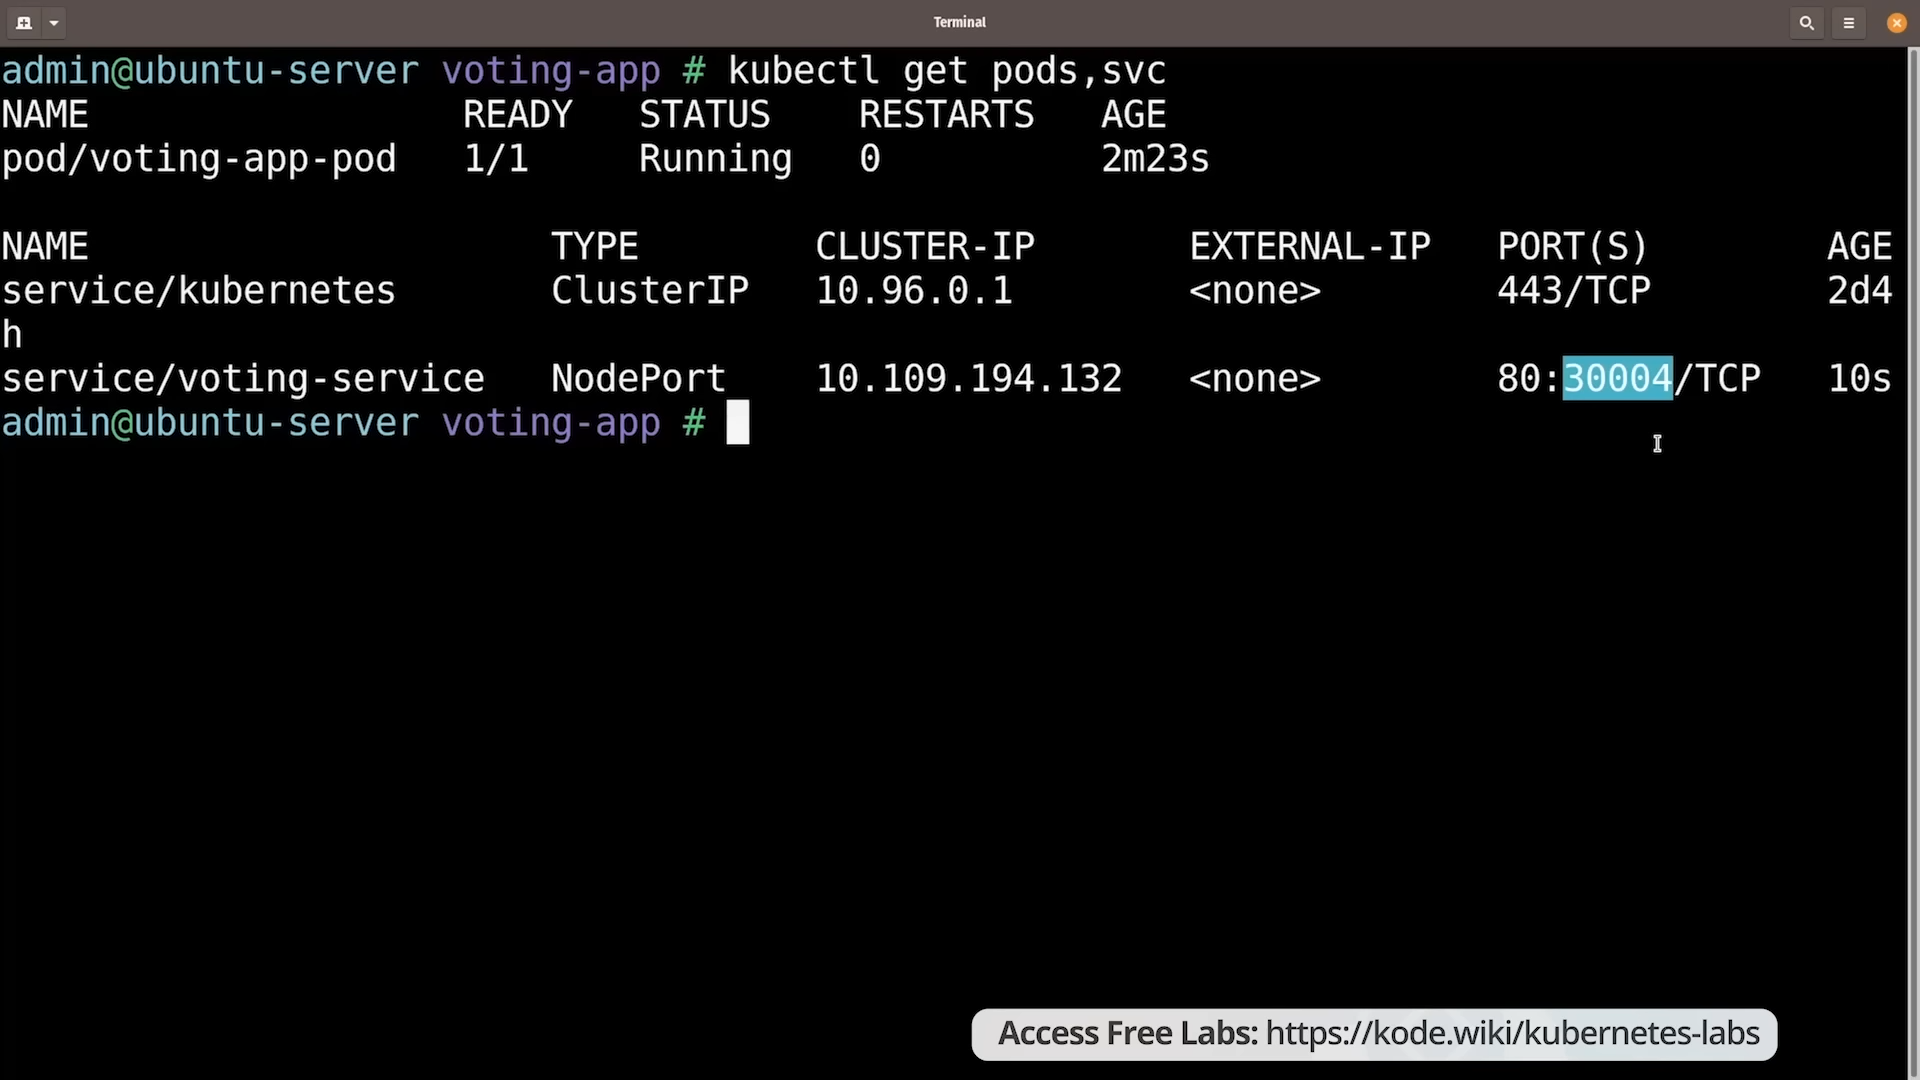 Terminal
admin@ubuntu-server voting-app # kubectl get pods,svc
NAME READY STATUS RESTARTS AGE
pod/voting-app-pod 1/1 Running 0 2m23s
NAME TYPE CLUSTER-IP EXTERNAL-IP PORT(S) AGE
service/kubernetes ClusterIP 10.96.0.1 <none> 443/TCP 2d4
h
service/voting-service NodePort 10.109.194.132 <none> 80:30004/TCP 10s
admin@ubuntu-server voting-app #
Access Free Labs: https://kode.wiki/kubernetes-labs